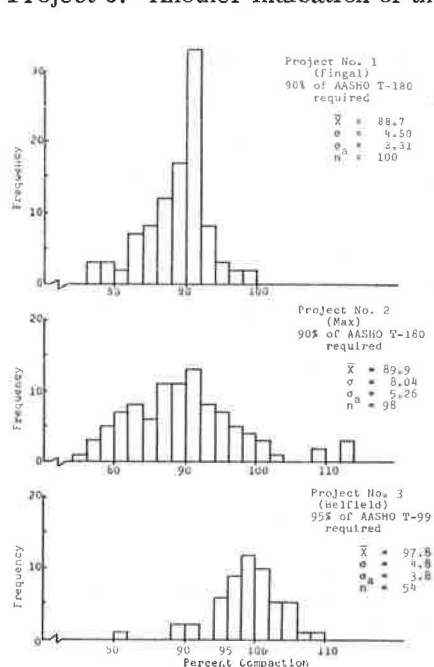 Project 3. Another indication of th
Project No. 1
(Fingal)
90% of AASHO T-180
required
X̄ = 88.7
σ = 4.50
σa = 3.31
n = 100
Frequency
30
20
10
0
80
90
100
Project No. 2
(Max)
90% of AASHO T-180
required
X̄ = 89.9
σ = 8.04
σa = 5.26
n = 98
Frequency
20
10
0
80
90
100
110
Project No. 3
(Belfield)
95% of AASHO T-99
required
X̄ = 97.8
σ = 4.8
σa = 3.8
n = 54
Frequency
20
10
0
90
95
100
110
Percent Compaction